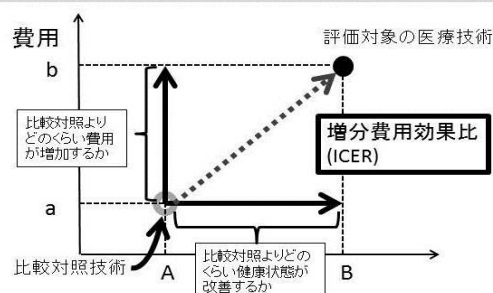 費用
評価対象の医療技術
b
比較対照より
どのくらい費用
が増加するか
増分費用効果比
(ICER)
a
比較対照技術
A
比較対照よりどの
くらい健康状態が
改善するか
B